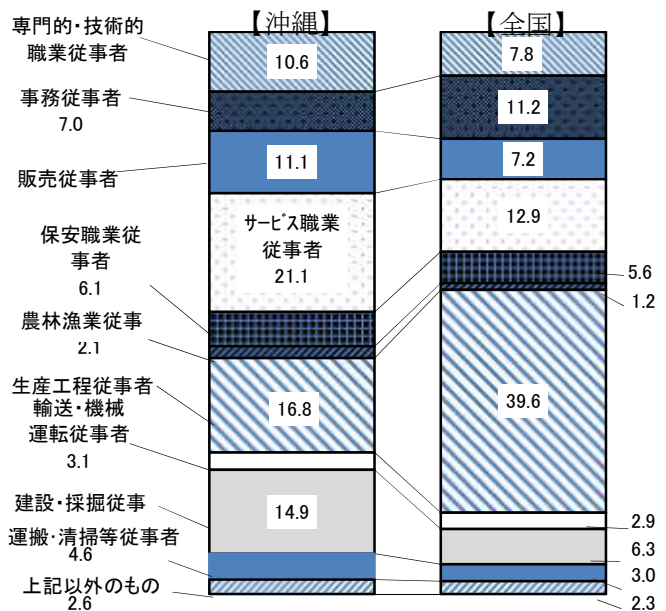 【沖縄】
【全国】
専門的・技術的
職業従事者
10.6
7.8
事務従事者
7.0
11.2
販売従事者
11.1
7.2
サービス職業
従事者
21.1
12.9
保安職業従
事者
6.1
5.6
農林漁業従事
2.1
1.2
生産工程従事者
16.8
39.6
輸送・機械
運転従事者
3.1
2.9
建設・採掘従事
14.9
6.3
運搬・清掃等従事者
4.6
3.0
上記以外のもの
2.6
2.3